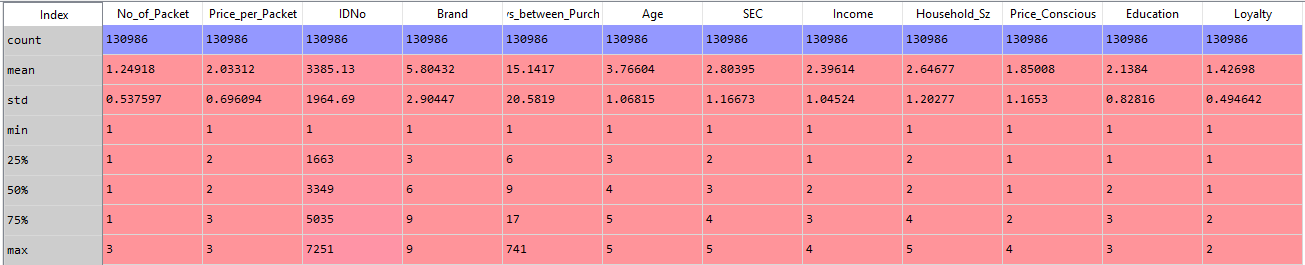 Index No_of_Packet Price_per_Packet IDNo Brand ys_between_Purch Age SEC Income Household_Sz Price_Conscious Education Loyalty
count 130986 130986 130986 130986 130986 130986 130986 130986 130986 130986 130986 130986
mean 1.24918 2.03312 3385.13 5.80432 15.1417 3.76604 2.80395 2.39614 2.64677 1.85008 2.1384 1.42698
std 0.537597 0.696094 1964.69 2.90447 20.5819 1.06815 1.16673 1.04524 1.20277 1.1653 0.82816 0.494642
min 1 1 1 1 1 1 1 1 1 1 1 1
25% 1 2 1663 3 6 3 2 1 2 1 1 1
50% 1 2 3349 6 9 4 3 2 2 1 2 1
75% 1 3 5035 9 17 5 4 3 4 2 3 2
max 3 3 7251 9 741 5 5 4 5 4 3 2